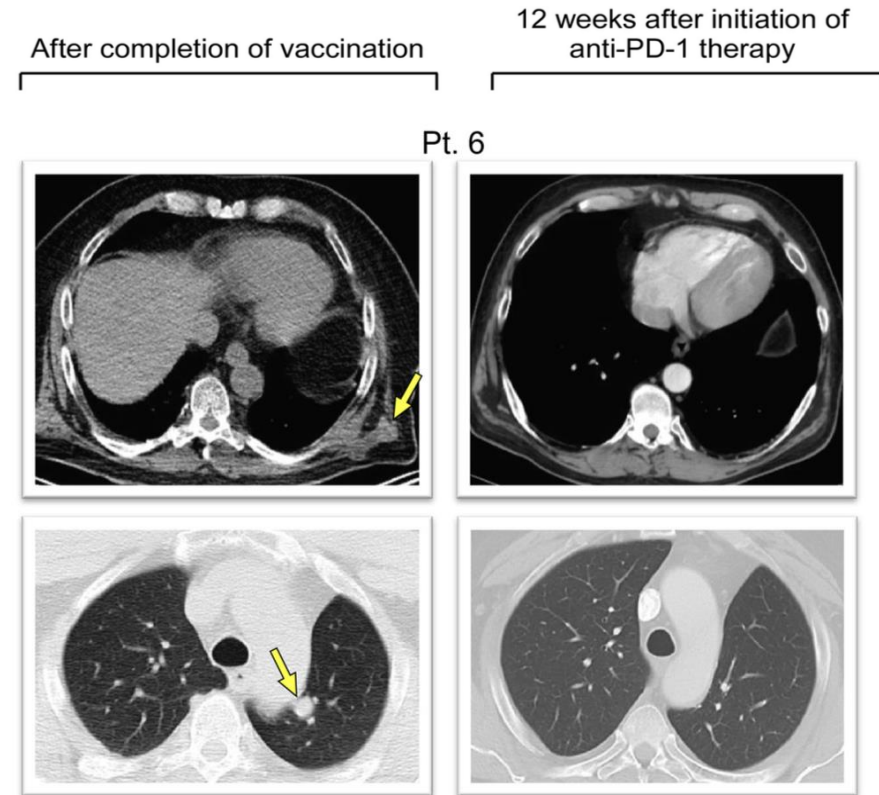 After completion of vaccination
12 weeks after initiation of
anti-PD-1 therapy
Pt. 6